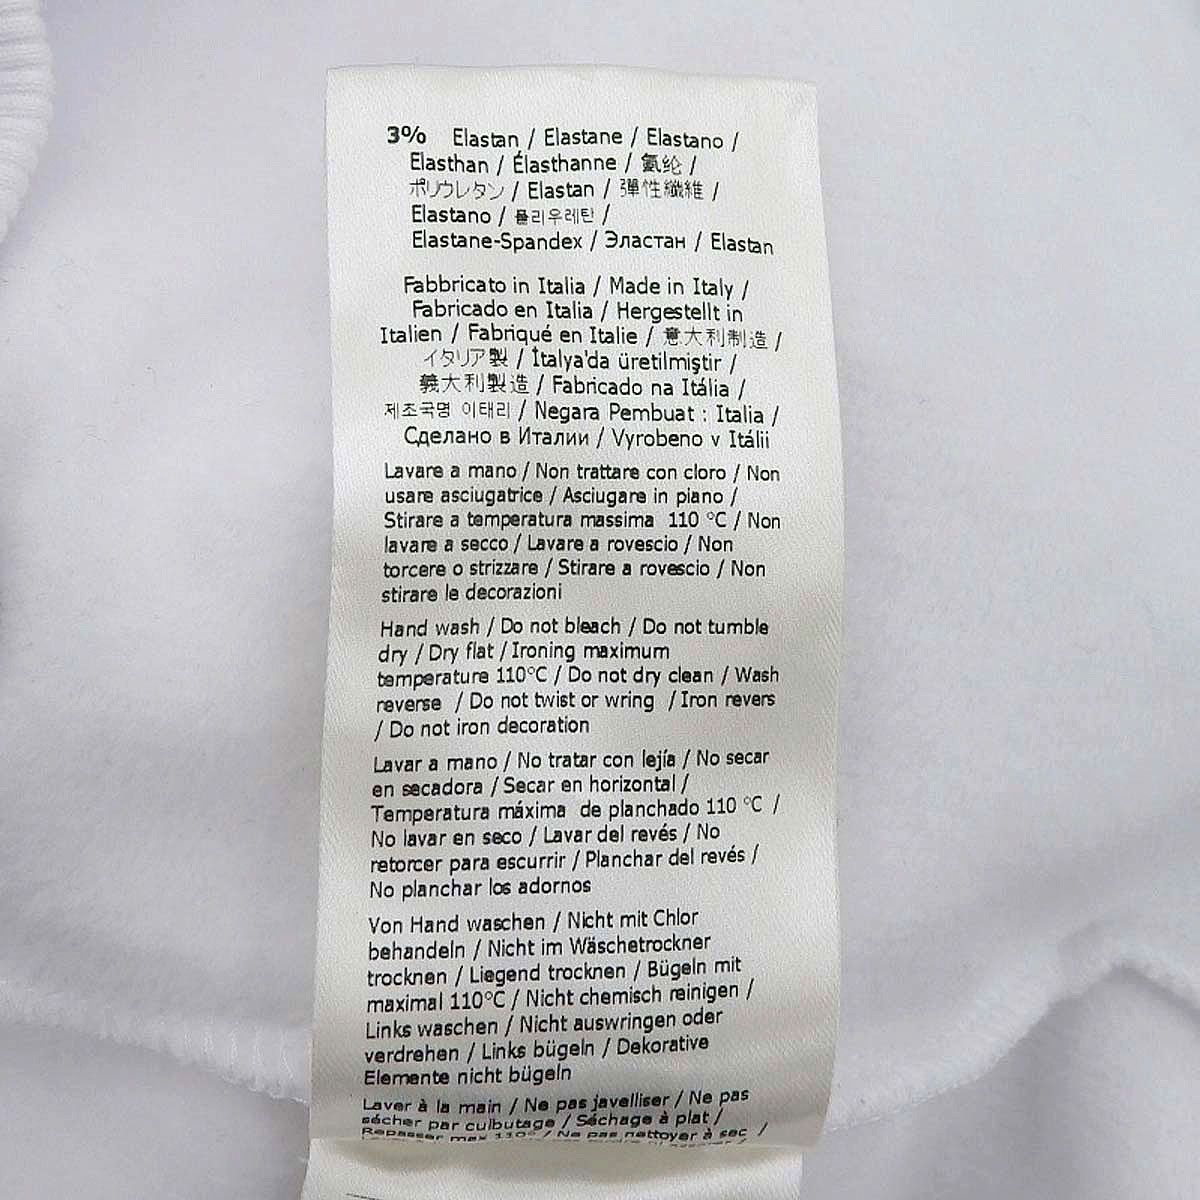 3% Elastan / Elastane / Elastano /
Elasthan / Élasthanne / 氨纶 /
ポリウレタン / Elastan / 彈性纖維 /
Elastano / 폴리우레탄 /
Elastane-Spandex / Эластан / Elastan
Fabbricato in Italia / Made in Italy /
Fabricado en Italia / Hergestellt in
Italien / Fabriqué en Italie / 意大利制造 /
イタリア製 / İtalya'da üretilmiştir /
義大利製造 / Fabricado na Itália /
제조국명 이태리 / Negara Pembuat : Italia /
Сделано в Италии / Vyrobeno v Itálii
Lavare a mano / Non trattare con cloro / Non
usare asciugatrice / Asciugare in piano /
Stirare a temperatura massima 110 °C / Non
lavare a secco / Lavare a rovescio / Non
torcere o strizzare / Stirare a rovescio / Non
stirare le decorazioni
Hand wash / Do not bleach / Do not tumble
dry / Dry flat / Ironing maximum
temperature 110°C / Do not dry clean / Wash
reverse / Do not twist or wring / Iron revers
/ Do not iron decoration
Lavar a mano / No tratar con lejía / No secar
en secadora / Secar en horizontal /
Temperatura máxima de planchado 110 °C /
No lavar en seco / Lavar del revés / No
retorcer para escurrir / Planchar del revés /
No planchar los adornos
Von Hand waschen / Nicht mit Chlor
behandeln / Nicht im Wäschetrockner
trocknen / Liegend trocknen / Bügeln mit
maximal 110°C / Nicht chemisch reinigen /
Links waschen / Nicht auswringen oder
verdrehen / Links bügeln / Dekorative
Elemente nicht bügeln
Laver à la main / Ne pas javelliser / Ne pas
sécher par culbutage / Séchage à plat /
Repasser max 110° / Ne pas nettoyer à sec /